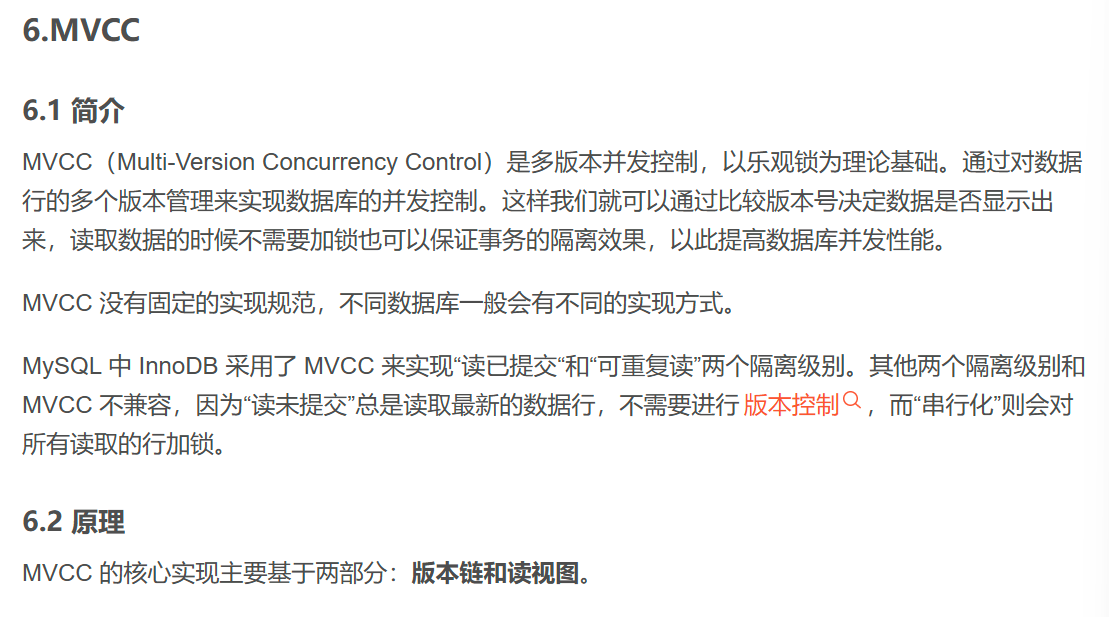 6.MVCC
6.1 简介
MVCC（Multi-Version Concurrency Control）是多版本并发控制，以乐观锁为理论基础。通过对数据
行的多个版本管理来实现数据库的并发控制。这样我们就可以通过比较版本号决定数据是否显示出
来，读取数据的时候不需要加锁也可以保证事务的隔离效果，以此提高数据库并发性能。
MVCC 没有固定的实现规范，不同数据库一般会有不同的实现方式。
MySQL 中 InnoDB 采用了 MVCC 来实现“读已提交“和“可重复读”两个隔离级别。其他两个隔离级别和
MVCC 不兼容，因为“读未提交”总是读取最新的数据行，不需要进行版本控制，而“串行化”则会对
所有读取的行加锁。
6.2 原理
MVCC 的核心实现主要基于两部分：版本链和读视图。